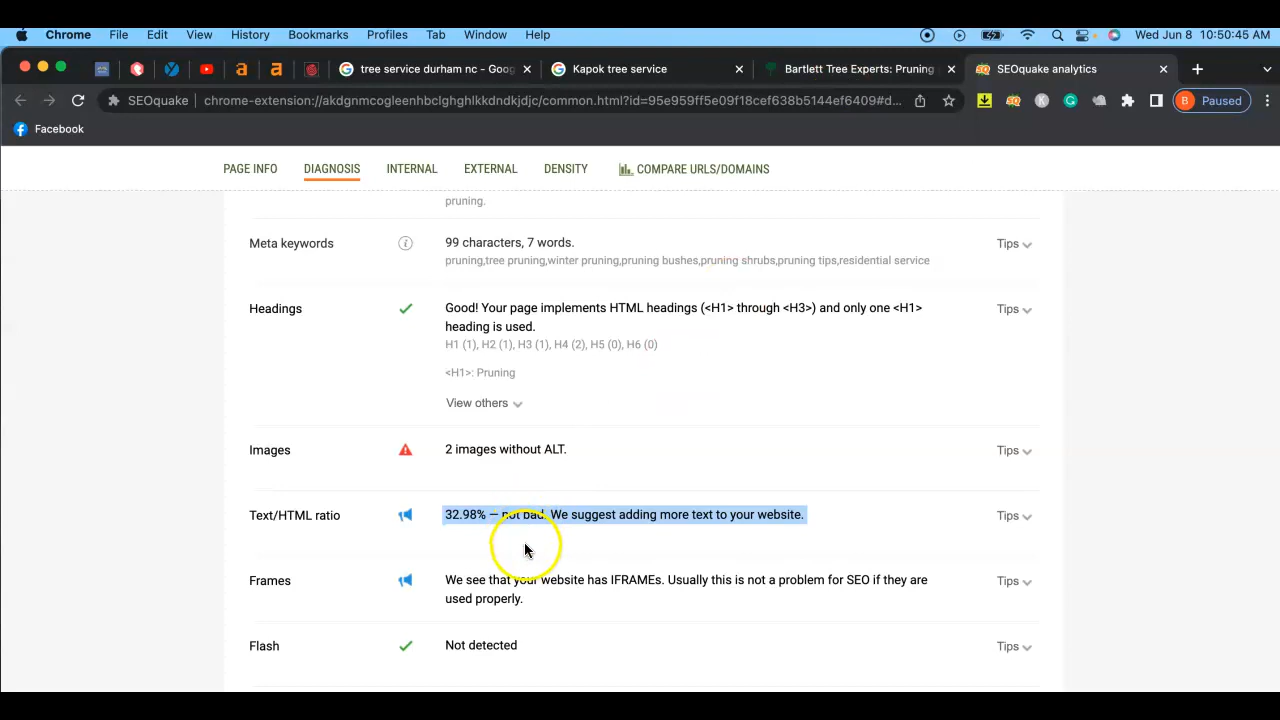 Chrome File Edit View History Bookmarks Profiles Tab Window Help Wed Jun 8 10:50:45 AM
tree service durham nc - Goog Kapok tree service Bartlett Tree Experts: Pruning SEOquake analytics
SEOquake chrome-extension://akdgnmcogleenhbclghghlkkdndkjdjc/common.html?id=95e959ff5e09f18cef638b5144ef6409#d... B Paused
Facebook
PAGE INFO DIAGNOSIS INTERNAL EXTERNAL DENSITY COMPARE URLS/DOMAINS
pruning.
Meta keywords 99 characters, 7 words. Tips
pruning,tree pruning,winter pruning,pruning bushes,pruning shrubs,pruning tips,residential service
Headings Good! Your page implements HTML headings (<H1> through <H3>) and only one <H1> Tips
heading is used.
H1 (1), H2 (1), H3 (1), H4 (2), H5 (0), H6 (0)
<H1>: Pruning
View others
Images 2 images without ALT. Tips
Text/HTML ratio 32.98% — not bad. We suggest adding more text to your website. Tips
Frames We see that your website has IFRAMEs. Usually this is not a problem for SEO if they are Tips
used properly.
Flash Not detected Tips